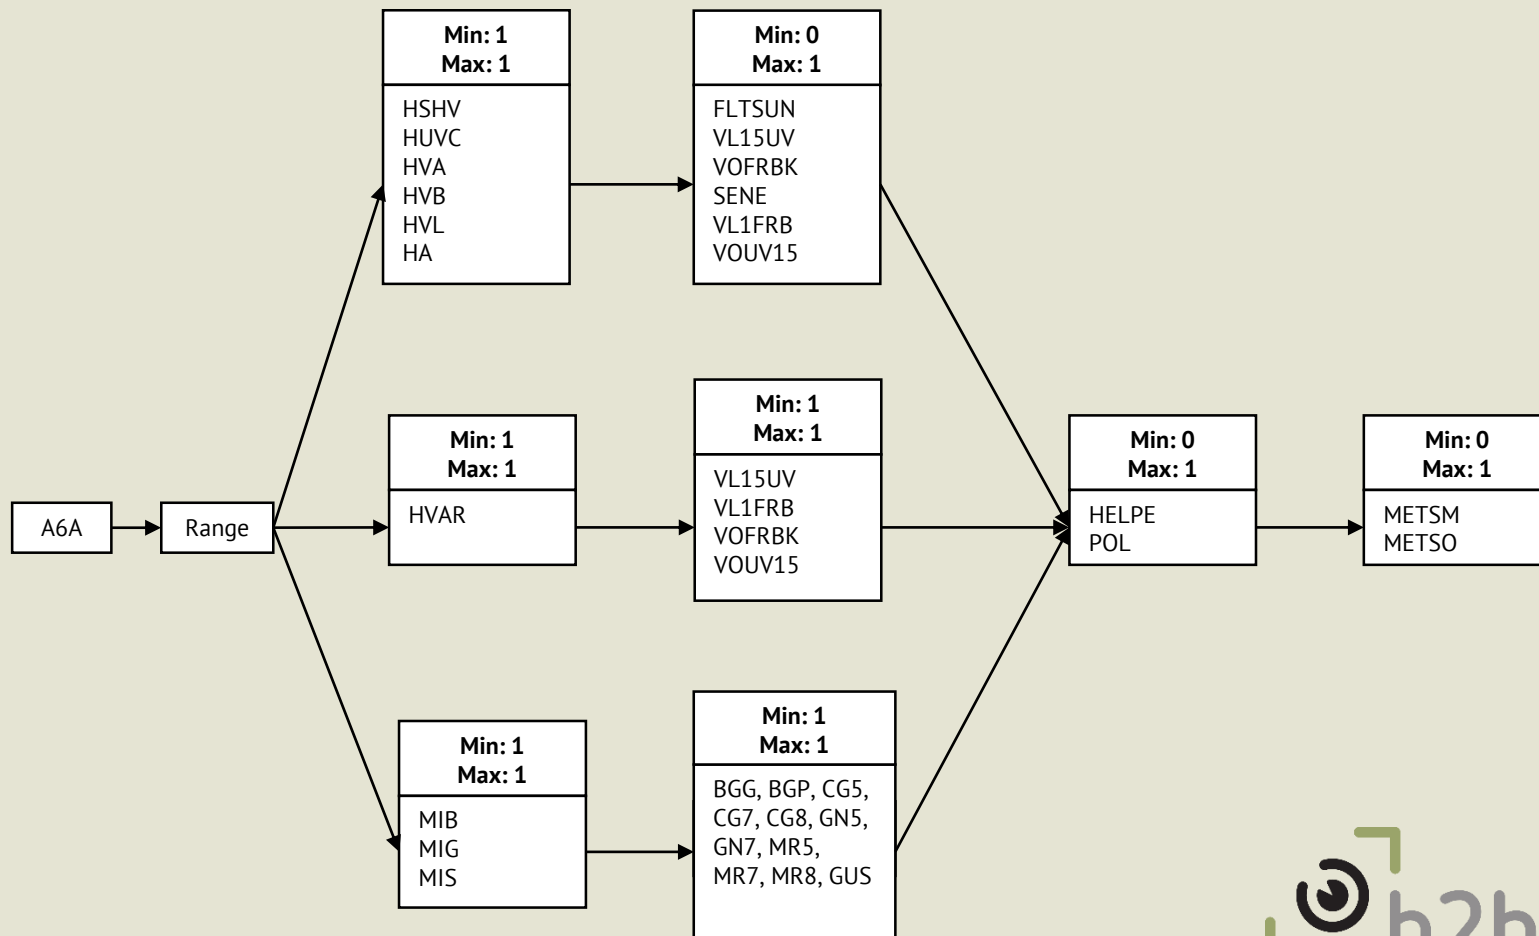 Min: 1
Max: 1
HSHV
HUVC
HVA
HVB
HVL
HA
Min: 0
Max: 1
FLTSUN
VL15UV
VOFRBK
SENE
VL1FRB
VOUV15
A6A
Range
Min: 1
Max: 1
HVAR
Min: 1
Max: 1
VL15UV
VL1FRB
VOFRBK
VOUV15
Min: 0
Max: 1
HELPE
POL
Min: 0
Max: 1
METSM
METSO
Min: 1
Max: 1
MIB
MIG
MIS
Min: 1
Max: 1
BGG, BGP, CG5,
CG7, CG8, GN5,
GN7, MR5,
MR7, MR8, GUS
b2b